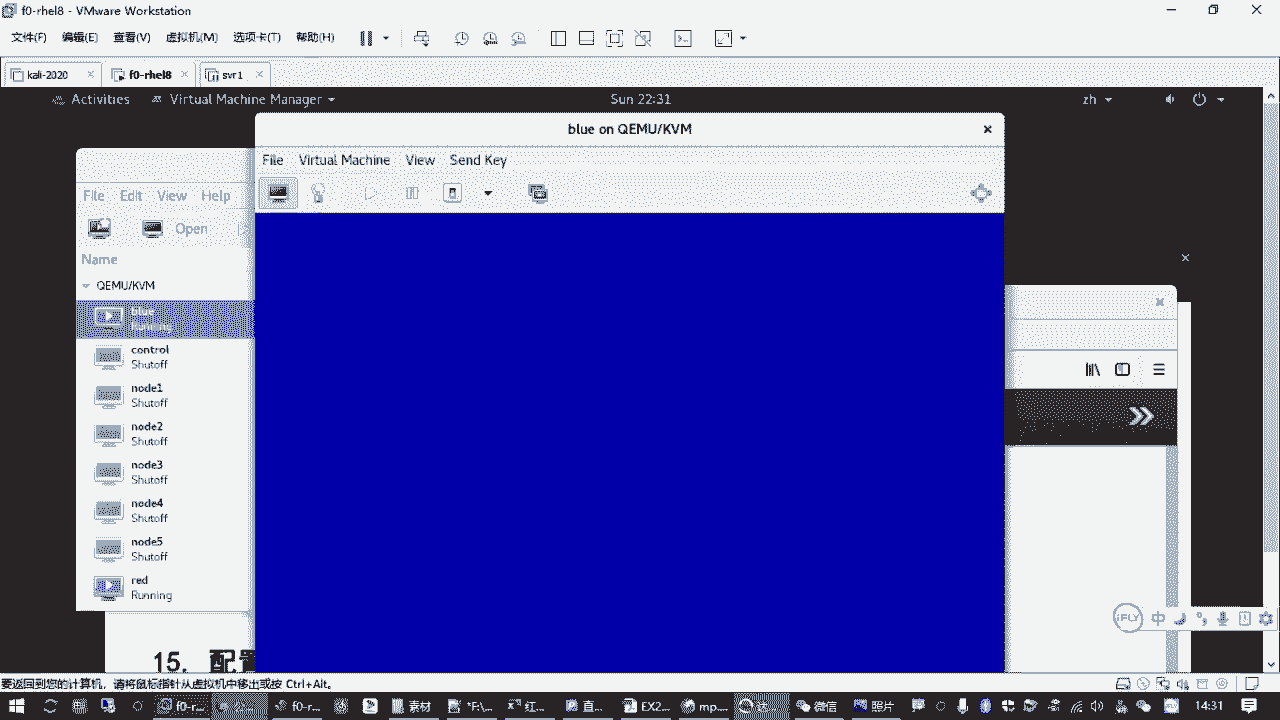 f0-rhel8 - VMware Workstation
文件(F) 编辑(E) 查看(V) 虚拟机(M) 选项卡(T) 帮助(H)
kali-2020 f0-rhel8 svr1
Activities Virtual Machine Manager Sun 22:31 zh
blue on QEMU/KVM
File Virtual Machine View Send Key
File Edit View Help
Open
Name
QEMU/KVM
blue
Running
control
Shutoff
node1
Shutoff
node2
Shutoff
node3
Shutoff
node4
Shutoff
node5
Shutoff
red
Running
iFLY 中
15. 配置
要返回到您的计算机，请将鼠标指针从虚拟机中移出或按 Ctrl+Alt。
f0-r... f0-r... 素材 红... 直... EX2... mp... 微信 照片 14:31